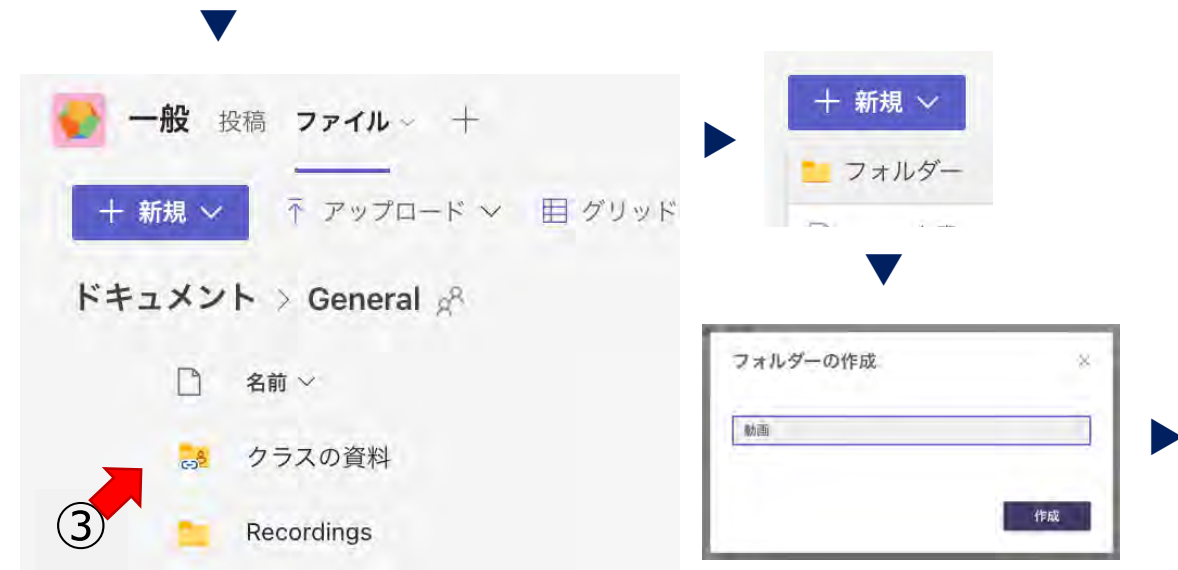 一般 投稿 ファイル
＋ 新規
アップロード
グリッド
ドキュメント > General
名前
クラスの資料
③
Recordings
＋ 新規
フォルダー
フォルダーの作成
動画
作成